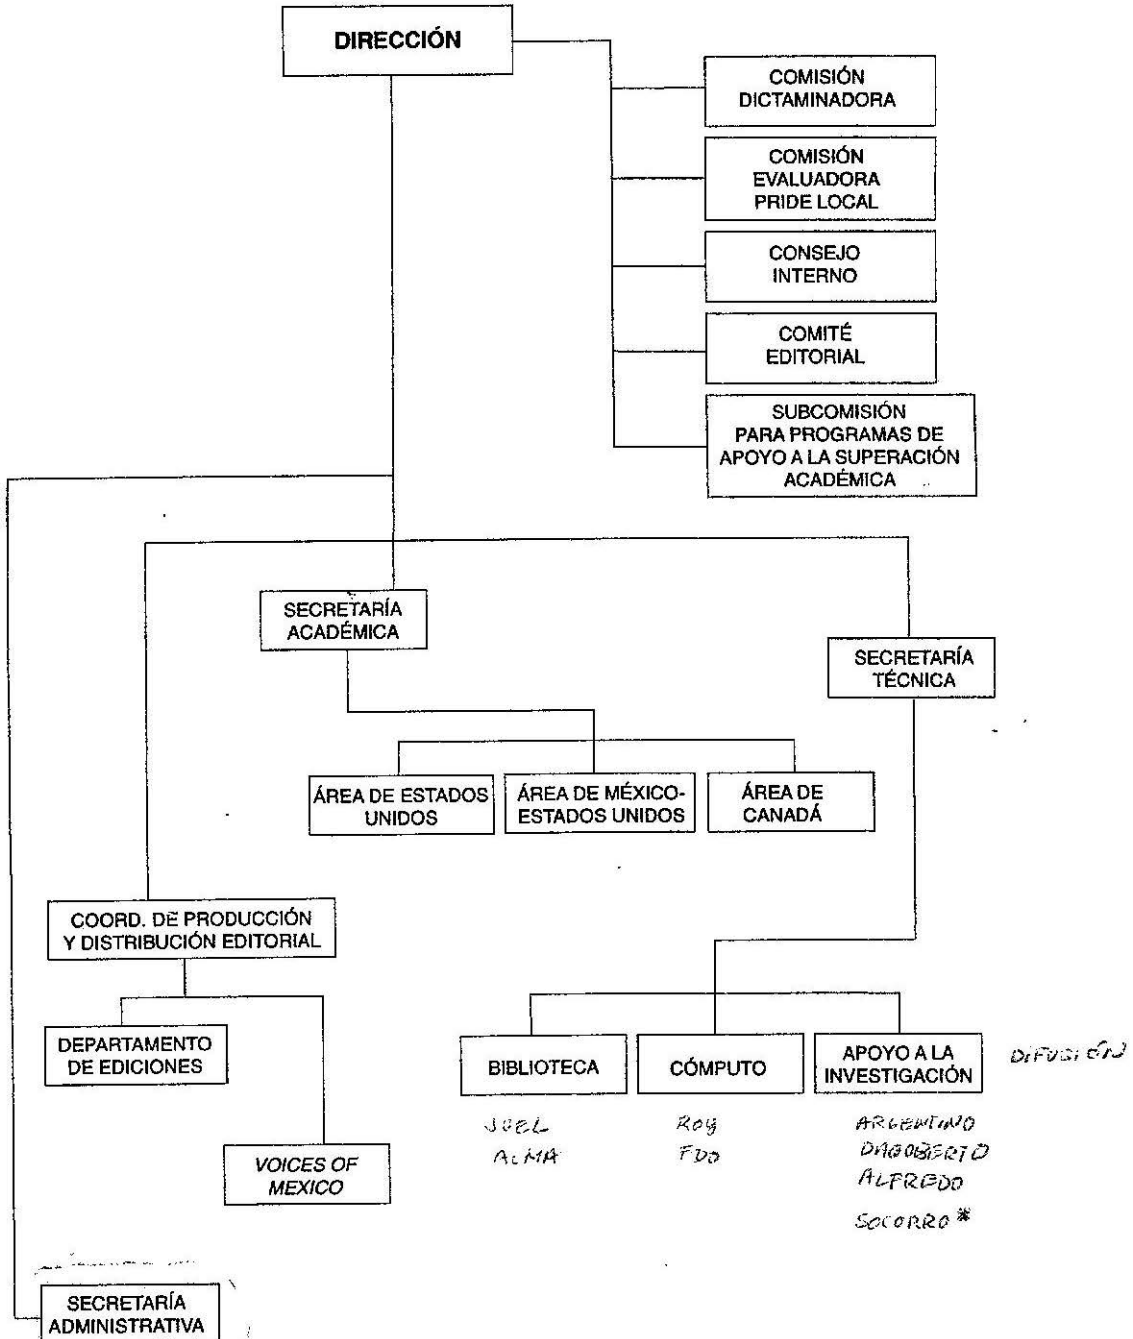 DIRECCIÓN
COMISIÓN
DICTAMINADORA
COMISIÓN
EVALUADORA
PRIDE LOCAL
CONSEJO
INTERNO
COMITÉ
EDITORIAL
SUBCOMISIÓN
PARA PROGRAMAS DE
APOYO A LA SUPERACIÓN
ACADÉMICA
SECRETARÍA
ACADÉMICA
SECRETARÍA
TÉCNICA
ÁREA DE ESTADOS
UNIDOS
ÁREA DE MÉXICO-
ESTADOS UNIDOS
ÁREA DE
CANADÁ
COORD. DE PRODUCCIÓN
Y DISTRIBUCIÓN EDITORIAL
DEPARTAMENTO
DE EDICIONES
VOICES OF
MEXICO
BIBLIOTECA
JOEL
ALMA
CÓMPUTO
ROY
FDO
APOYO A LA
INVESTIGACIÓN
ARGENTINO
DAGOBERTO
ALFREDO
SOCORRO*
DIFUSIÓN
SECRETARÍA
ADMINISTRATIVA